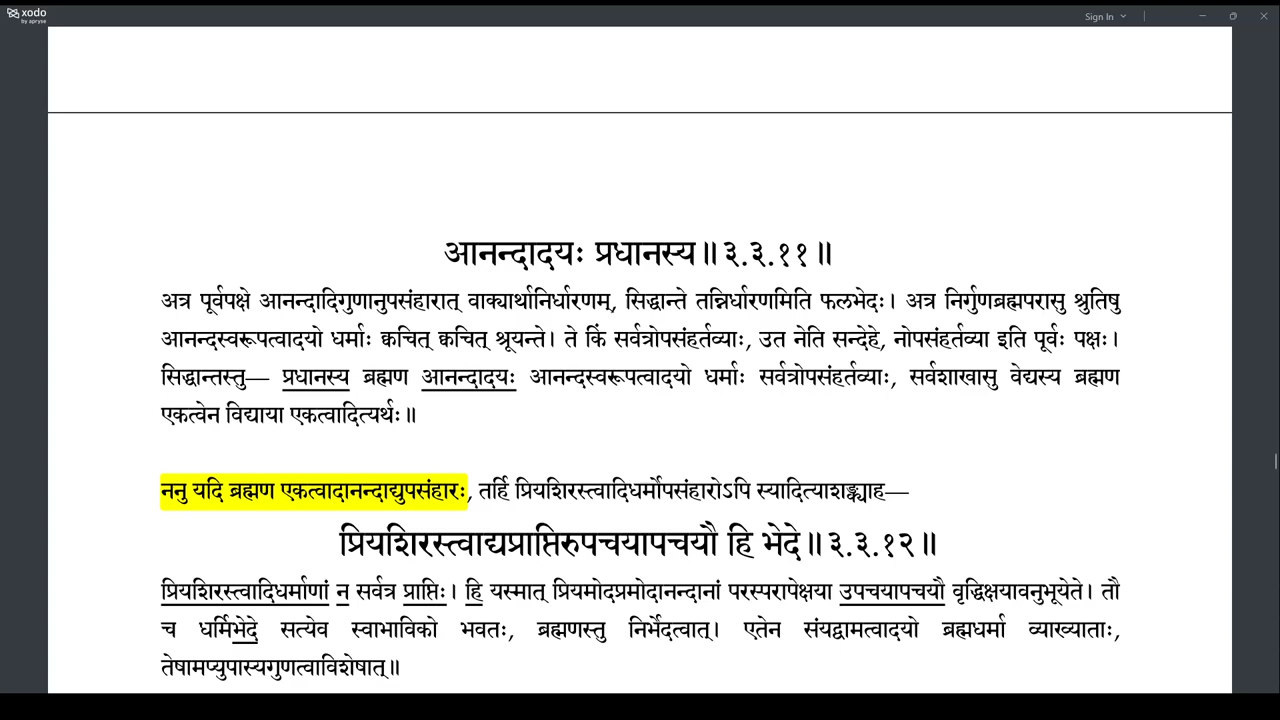 xodo
by apryse
Sign In
आनन्दादयः प्रधानस्य॥३.३.११॥
अत्र पूर्वपक्षे आनन्दादिगुणानुपसंहारात् वाक्यार्थानिर्धारणम्, सिद्धान्ते तन्निर्धारणमिति फलभेदः। अत्र निर्गुणब्रह्मपरासु श्रुतिषु
आनन्दस्वरूपत्वादयो धर्माः क्वचित् क्वचित् श्रूयन्ते। ते किं सर्वत्रोपसंहर्तव्याः, उत नेति सन्देहे, नोपसंहर्तव्या इति पूर्वः पक्षः।
सिद्धान्तस्तु— प्रधानस्य ब्रह्मण आनन्दादयः आनन्दस्वरूपत्वादयो धर्माः सर्वत्रोपसंहर्तव्याः, सर्वशाखासु वेद्यस्य ब्रह्मण
एकत्वेन विद्याया एकत्वादित्यर्थः॥
ननु यदि ब्रह्मण एकत्वादानन्दाद्युपसंहारः, तर्हि प्रियशिरस्त्वादिधर्मोपसंहारोऽपि स्यादित्याशङ्क्याह—
प्रियशिरस्त्वाद्यप्राप्तिरुपचयापचयौ हि भेदे॥३.३.१२॥
प्रियशिरस्त्वादिधर्माणां न सर्वत्र प्राप्तिः। हि यस्मात् प्रियमोदप्रमोदानन्दानां परस्परापेक्षया उपचयापचयौ वृद्धिक्षयावनुभूयेते। तौ
च धर्मिभेदे सत्येव स्वाभाविको भवतः, ब्रह्मणस्तु निर्भेदत्वात्। एतेन संयद्वामत्वादयो ब्रह्मधर्मा व्याख्याताः,
तेषामप्युपास्यगुणत्वाविशेषात्॥